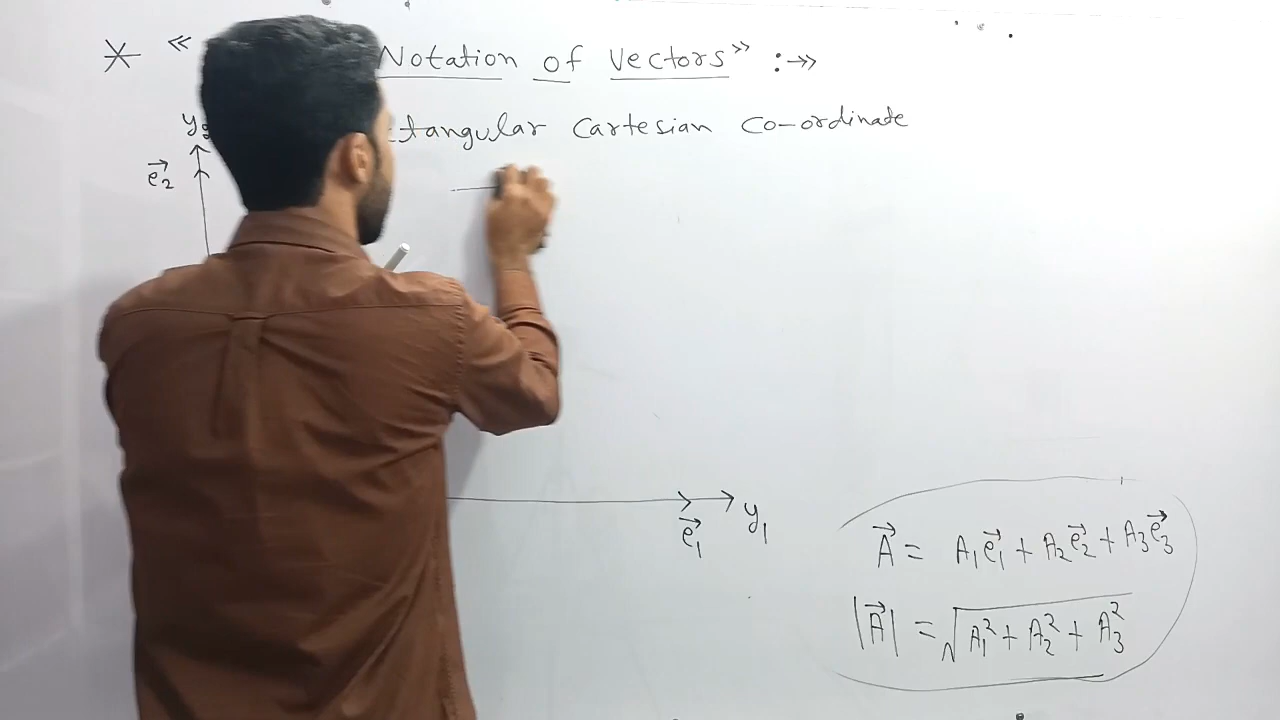 * « Notation of Vectors» :→»
tangular Cartesian Co-ordinate
y₂
e⃗₂
y₁
e⃗₁
A⃗ = A₁e⃗₁ + A₂e⃗₂ + A₃e⃗₃
|A⃗| = √A₁² + A₂² + A₃²